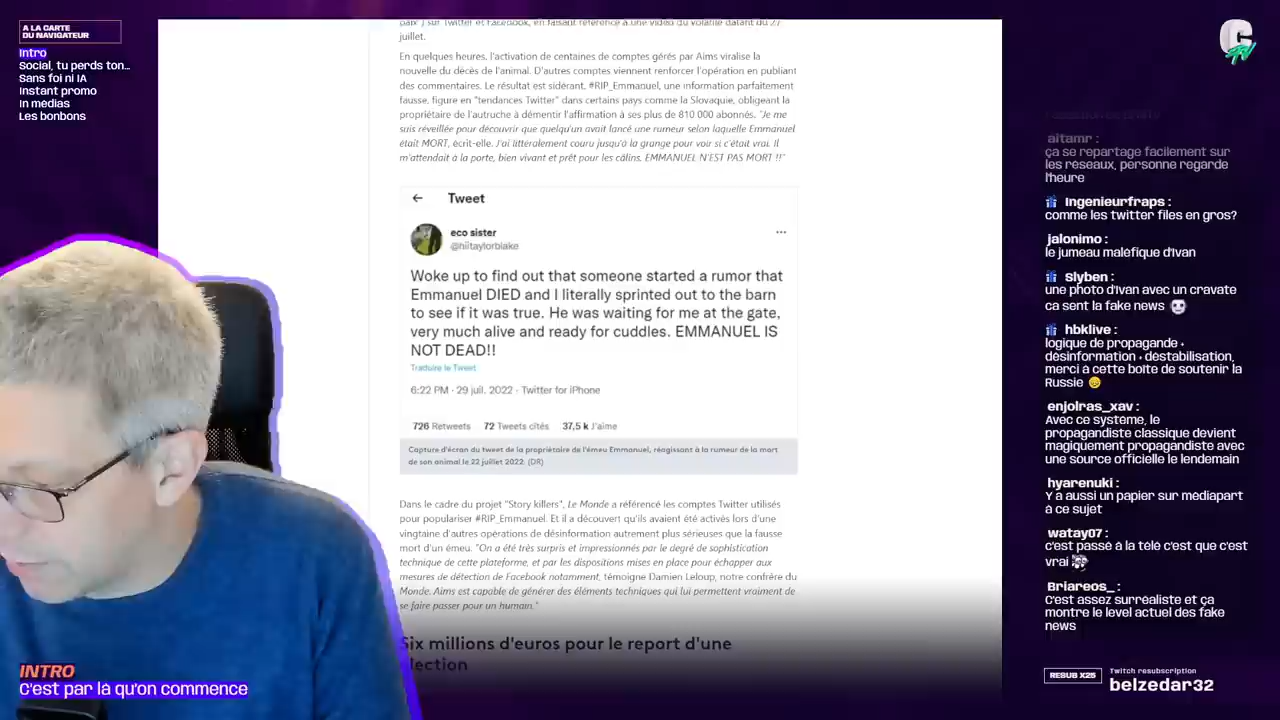 A LA CARTE
DU NAVIGATEUR
Intro
Social, tu perds ton...
Sans foi ni IA
Instant promo
In medias
Les bonbons
paix") sur Twitter et Facebook, en faisant référence à une vidéo du volatile datant du 27
juillet.
En quelques heures, l'activation de centaines de comptes gérés par Aims viralise la
nouvelle du décès de l'animal. D'autres comptes viennent renforcer l'opération en publiant
des commentaires. Le résultat est sidérant. #RIP_Emmanuel, une information parfaitement
fausse, figure en "tendances Twitter" dans certains pays comme la Slovaquie, obligeant la
propriétaire de l'autruche à démentir l'affirmation à ses plus de 810 000 abonnés. "Je me
suis réveillée pour découvrir que quelqu'un avait lancé une rumeur selon laquelle Emmanuel
était MORT, écrit-elle. J'ai littéralement couru jusqu'à la grange pour voir si c'était vrai. Il
m'attendait à la porte, bien vivant et prêt pour les câlins. EMMANUEL N'EST PAS MORT !!"
← Tweet
eco sister
@hiitaylorblake
Woke up to find out that someone started a rumor that
Emmanuel DIED and I literally sprinted out to the barn
to see if it was true. He was waiting for me at the gate,
very much alive and ready for cuddles. EMMANUEL IS
NOT DEAD!!
Traduire le Tweet
6:22 PM · 29 juil. 2022 · Twitter for iPhone
726 Retweets 72 Tweets cités 37,5 k J'aime
Capture d'écran du tweet de la propriétaire de l'émeu Emmanuel, réagissant à la rumeur de la mort
de son animal le 22 juillet 2022. (DR)
Dans le cadre du projet "Story killers", Le Monde a référencé les comptes Twitter utilisés
pour populariser #RIP_Emmanuel. Et il a découvert qu'ils avaient été activés lors d'une
vingtaine d'autres opérations de désinformation autrement plus sérieuses que la fausse
mort d'un émeu. "On a été très surpris et impressionnés par le degré de sophistication
technique de cette plateforme, et par les dispositions mises en place pour échapper aux
mesures de détection de Facebook notamment, témoigne Damien Leloup, notre confrère du
Monde. Aims est capable de générer des éléments techniques qui lui permettent vraiment de
se faire passer pour un humain."
Six millions d'euros pour le report d'une
élection
INTRO
C'est par là qu'on commence
C TV
altamr :
ça se repartage facilement sur
les réseaux, personne regarde
l'heure
Ingenieurfraps :
comme les twitter files en gros?
jalonimo :
le jumeau maléfique d'Ivan
Slyben :
une photo d'Ivan avec un cravate
ca sent la fake news
hbklive :
logique de propagande +
désinformation + déstabilisation,
merci à cette boîte de soutenir la
Russie
enjolras_xav :
Avec ce système, le
propagandiste classique devient
magiquement propagandiste avec
une source officielle le lendemain
hyarenuki :
Y a aussi un papier sur mediapart
à ce sujet
watay07 :
c'est passé à la télé c'est que c'est
vrai
Briareos_ :
C'est assez surréaliste et ça
montre le level actuel des fake
news
REBUB X25
Twitch resubscription
belzedar32